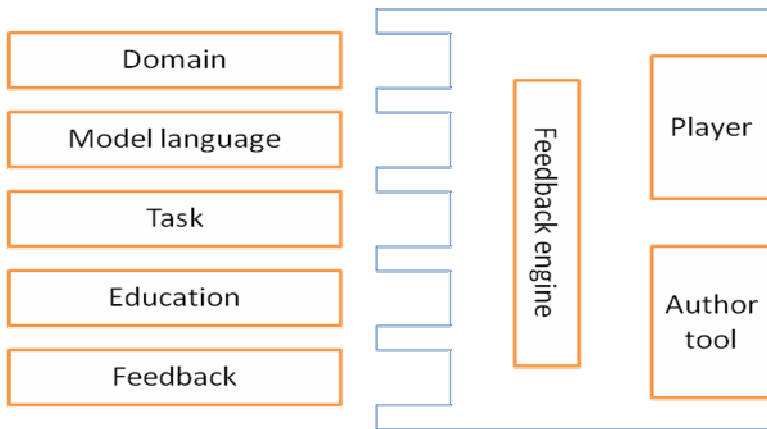 Domain
Model language
Task
Education
Feedback
Feedback engine
Player
Author
tool